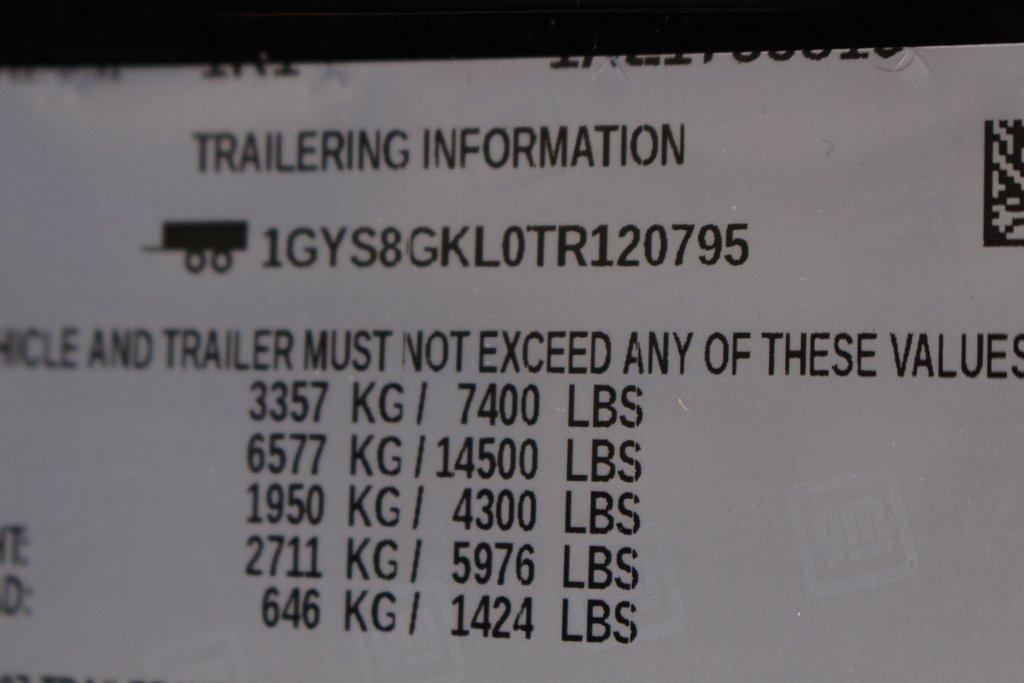 TRAILERING INFORMATION
1GYS8GKL0TR120795
HICLE AND TRAILER MUST NOT EXCEED ANY OF THESE VALUES
3357 KG / 7400 LBS
6577 KG / 14500 LBS
1950 KG / 4300 LBS
2711 KG / 5976 LBS
646 KG / 1424 LBS